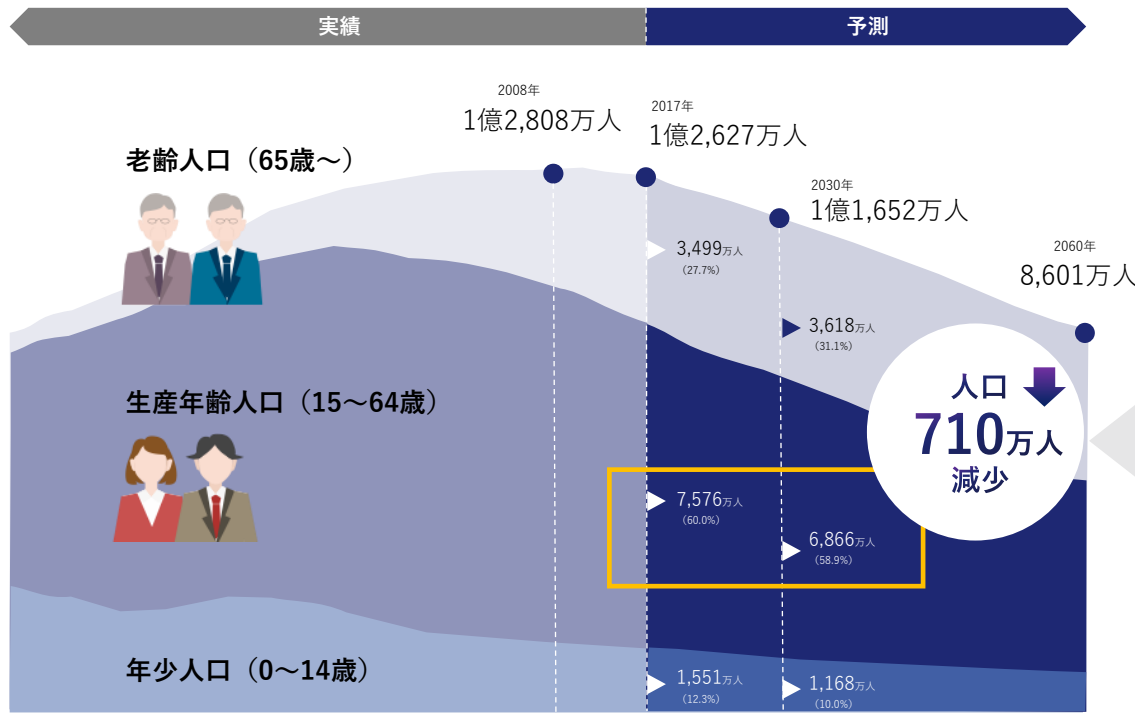 実績
予測
2008年
1億2,808万人
2017年
1億2,627万人
2030年
1億1,652万人
2060年
8,601万人
老齢人口（65歳～）
3,499万人
（27.7%）
3,618万人
（31.1%）
人口
710万人
減少
生産年齢人口（15～64歳）
7,576万人
（60.0%）
6,866万人
（58.9%）
年少人口（0～14歳）
1,551万人
（12.3%）
1,168万人
（10.0%）